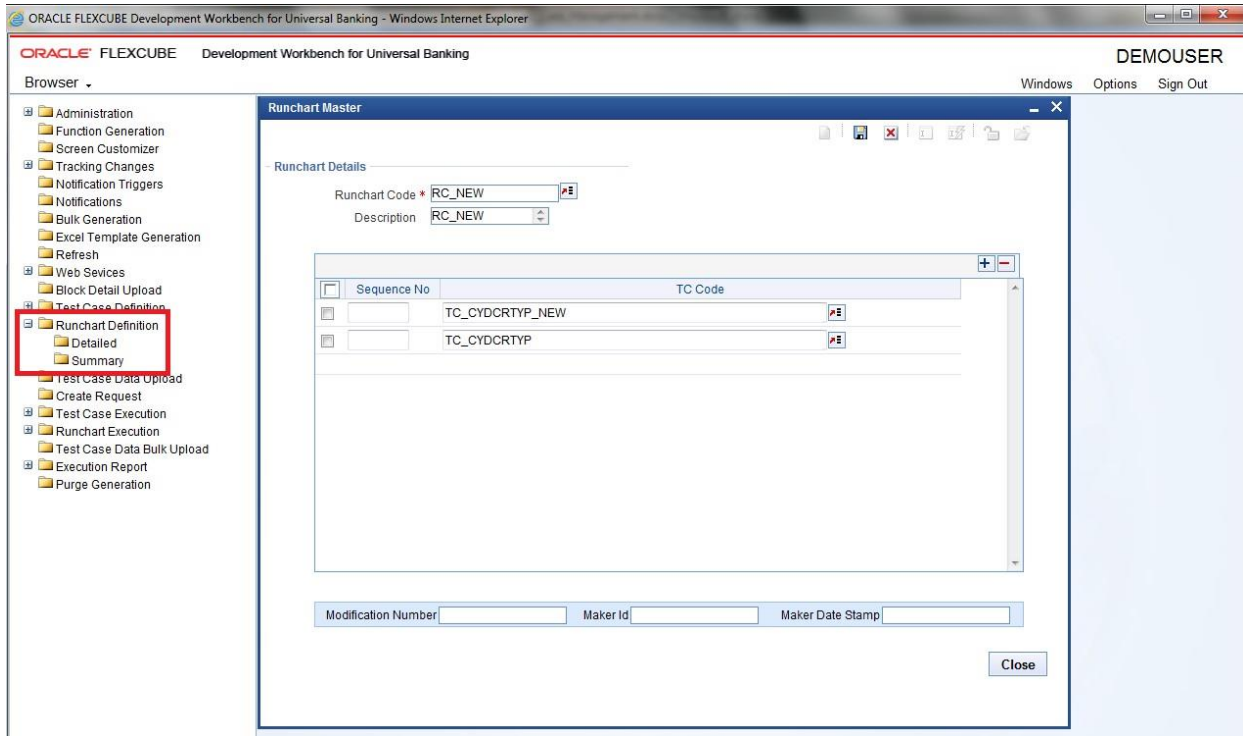 ORACLE FLEXCUBE Development Workbench for Universal Banking - Windows Internet Explorer
ORACLE FLEXCUBE Development Workbench for Universal Banking
DEMOUSER
Browser
Windows Options Sign Out
Administration
Function Generation
Screen Customizer
Tracking Changes
Notification Triggers
Notifications
Bulk Generation
Excel Template Generation
Refresh
Web Sevices
Block Detail Upload
Test Case Definition
Runchart Definition
Detailed
Summary
Test Case Data Upload
Create Request
Test Case Execution
Runchart Execution
Test Case Data Bulk Upload
Execution Report
Purge Generation
Runchart Master
Runchart Details
Runchart Code * RC_NEW
Description RC_NEW
Sequence No TC Code
TC_CYDCRTYP_NEW
TC_CYDCRTYP
Modification Number Maker Id Maker Date Stamp
Close